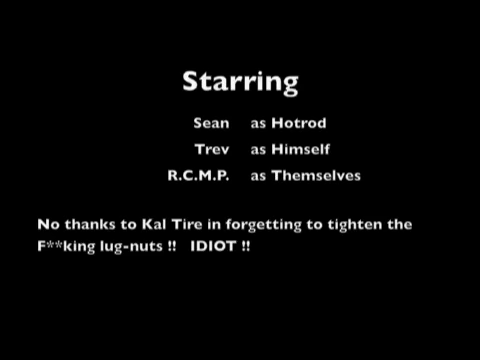 Starring
Sean as Hotrod
Trev as Himself
R.C.M.P. as Themselves
No thanks to Kal Tire in forgetting to tighten the
F**king lug-nuts !! IDIOT !!